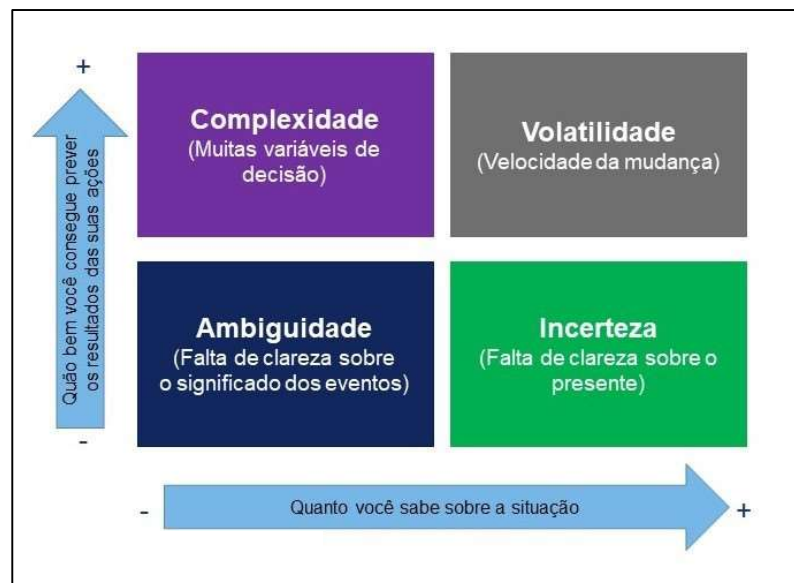 +
Quão bem você consegue prever
os resultados das suas ações
-
Complexidade
(Muitas variáveis de
decisão)
Volatilidade
(Velocidade da mudança)
Ambiguidade
(Falta de clareza sobre
o significado dos eventos)
Incerteza
(Falta de clareza sobre o
presente)
-
Quanto você sabe sobre a situação
+